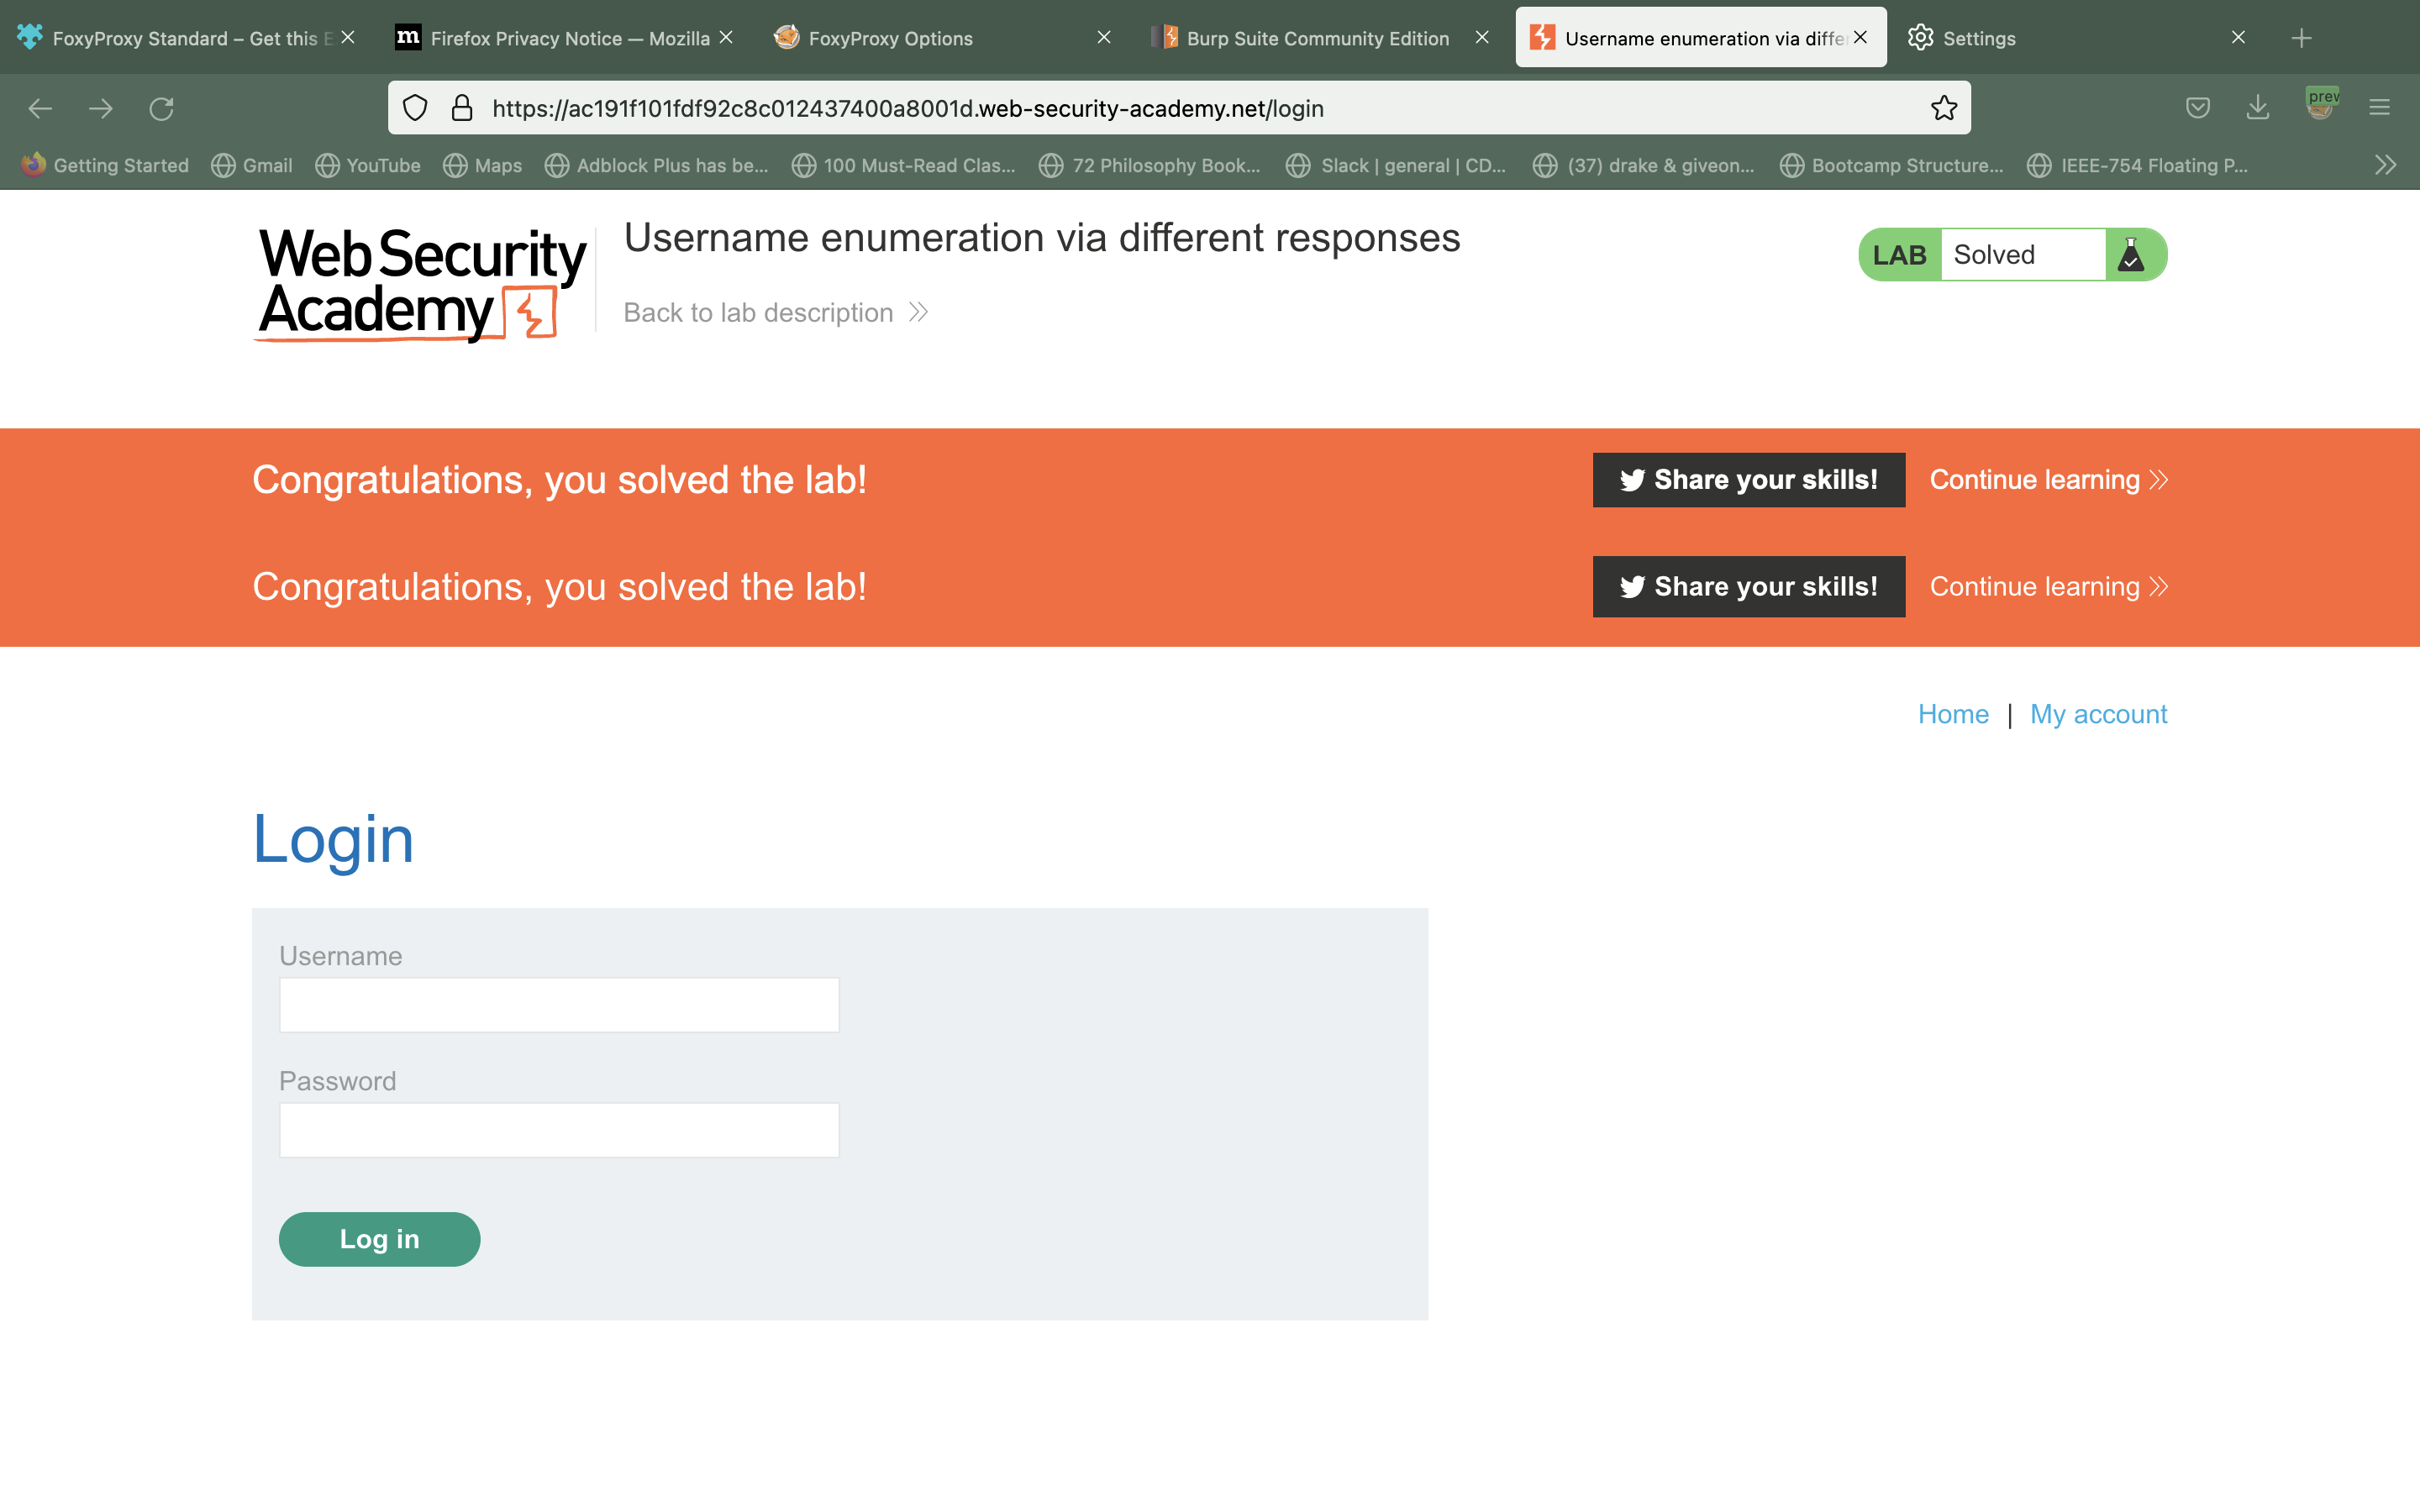 FoxyProxy Standard – Get this E
Firefox Privacy Notice — Mozilla
FoxyProxy Options
Burp Suite Community Edition
Username enumeration via differ
Settings
https://ac191f101fdf92c8c012437400a8001d.web-security-academy.net/login
prev
Getting Started
Gmail
YouTube
Maps
Adblock Plus has be...
100 Must-Read Clas...
72 Philosophy Book...
Slack | general | CD...
(37) drake & giveon...
Bootcamp Structure...
IEEE-754 Floating P...
Web Security
Academy
Username enumeration via different responses
Back to lab description
LAB Solved
Congratulations, you solved the lab!
Share your skills!
Continue learning
Congratulations, you solved the lab!
Share your skills!
Continue learning
Home | My account
Login
Username
Password
Log in